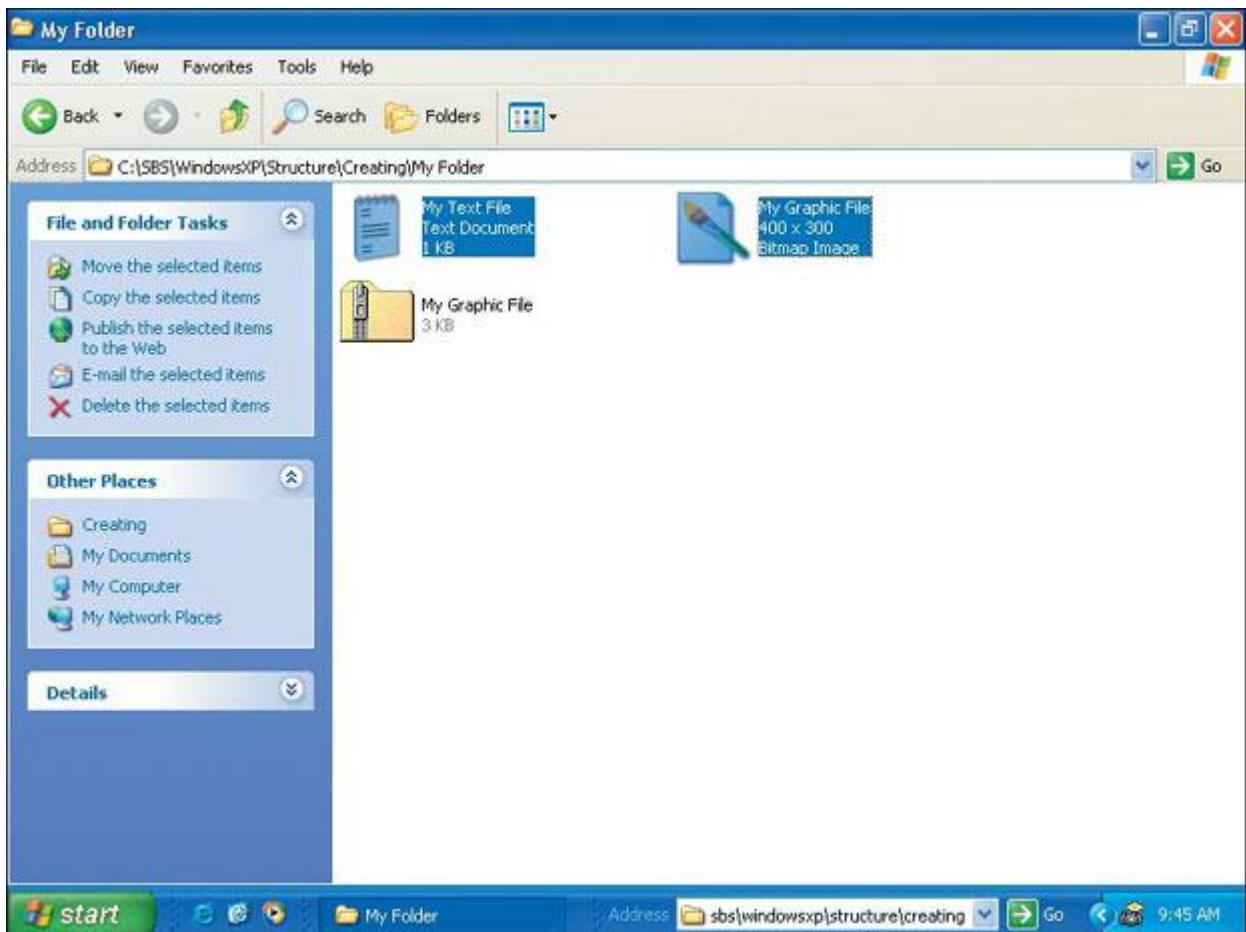 My Folder
File Edit View Favorites Tools Help
Back Search Folders
Address C:\SBS\WindowsXP\Structure\Creating\My Folder Go
File and Folder Tasks
Move the selected items
Copy the selected items
Publish the selected items
to the Web
E-mail the selected items
Delete the selected items
Other Places
Creating
My Documents
My Computer
My Network Places
Details
My Text File
Text Document
1 KB
My Graphic File
400 x 300
Bitmap Image
My Graphic File
3 KB
start My Folder Address sbs\windowsxp\structure\creating Go 9:45 AM